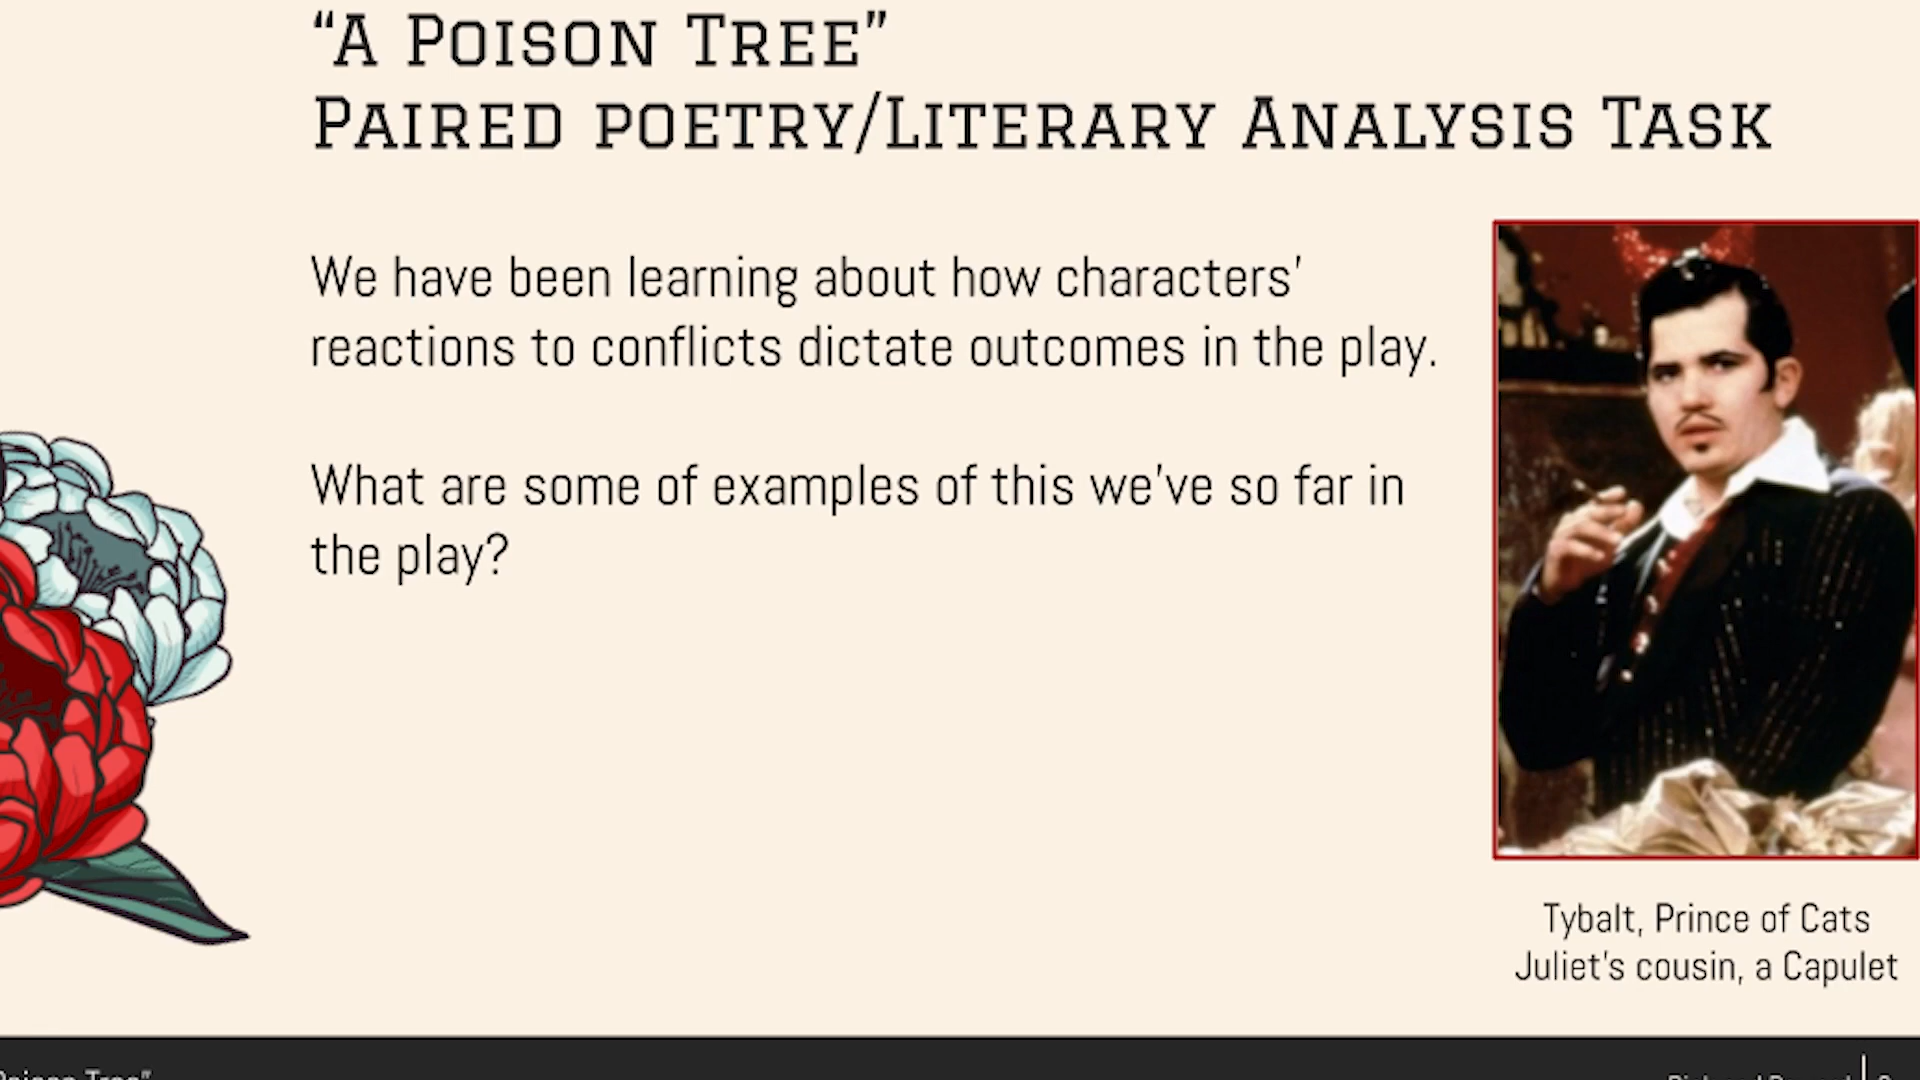 “A Poison Tree”
Paired poetry/Literary Analysis Task
We have been learning about how characters’
reactions to conflicts dictate outcomes in the play.
What are some of examples of this we’ve so far in
the play?
Tybalt, Prince of Cats
Juliet’s cousin, a Capulet
Poison Tree”